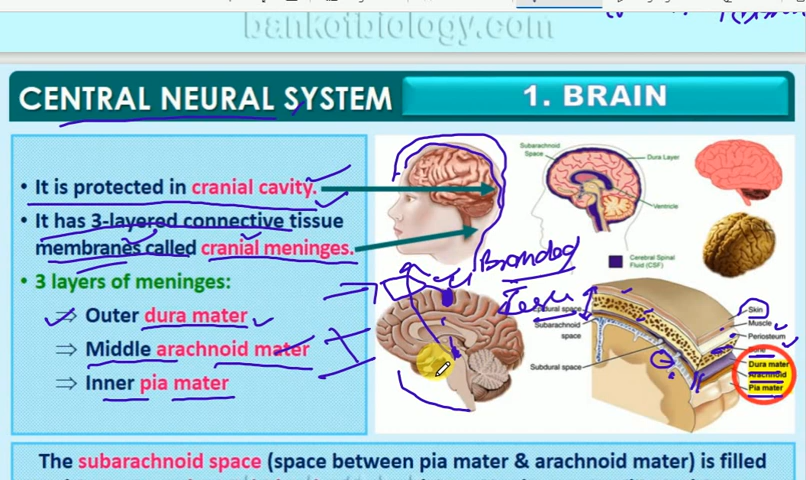 bankofbiology.com
CENTRAL NEURAL SYSTEM
1. BRAIN
• It is protected in cranial cavity.
• It has 3-layered connective tissue
membranes called cranial meninges.
• 3 layers of meninges:
⇒ Outer dura mater
⇒ Middle arachnoid mater
⇒ Inner pia mater
Subarachnoid
Space
Dura Layer
Ventricle
Cerebral Spinal
Fluid (CSF)
space
Subarachnoid
space
Subdural space
Skin
Muscle
Periosteum
Bone
Dura mater
Arachnoid
Pia mater
The subarachnoid space (space between pia mater & arachnoid mater) is filled